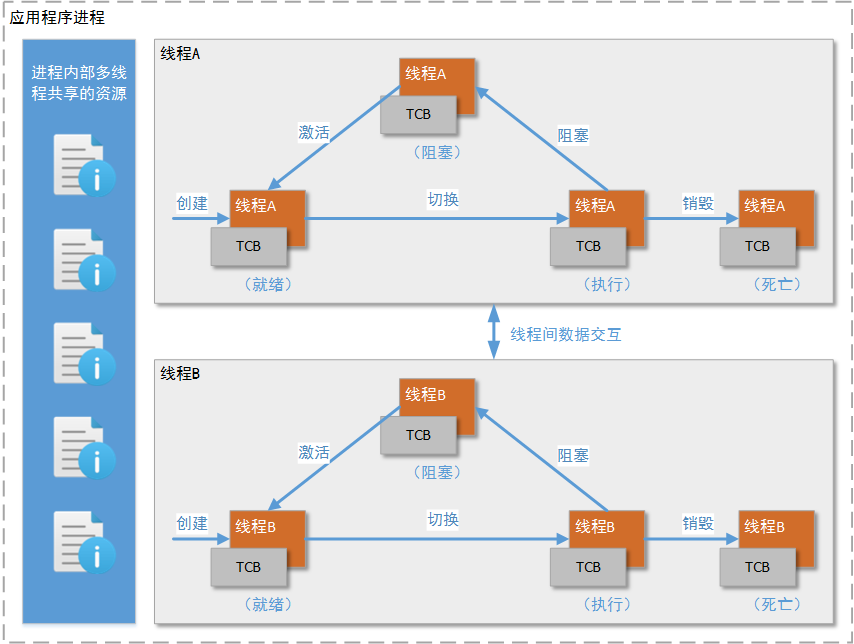 应用程序进程
进程内部多线
程共享的资源
线程A
线程A
TCB
（阻塞）
激活
阻塞
创建
线程A
TCB
（就绪）
切换
线程A
TCB
（执行）
销毁
线程A
TCB
（死亡）
线程间数据交互
线程B
线程B
TCB
（阻塞）
激活
阻塞
创建
线程B
TCB
（就绪）
切换
线程B
TCB
（执行）
销毁
线程B
TCB
（死亡）